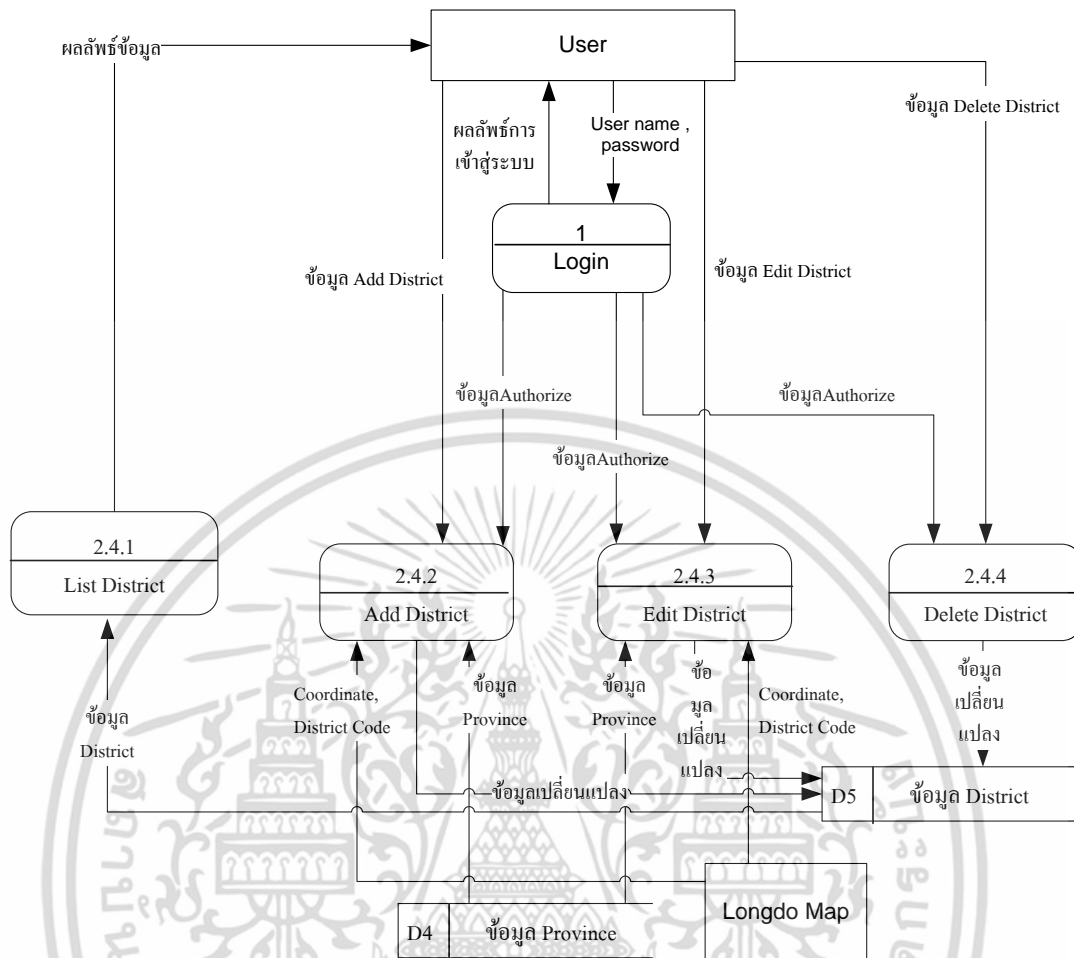 User
ผลลัพธ์ข้อมูล
ข้อมูล Delete District
ผลลัพธ์การ
เข้าสู่ระบบ
User name ,
password
1
Login
ข้อมูล Add District
ข้อมูล Edit District
ข้อมูลAuthorize
ข้อมูลAuthorize
ข้อมูลAuthorize
2.4.1
List District
2.4.2
Add District
2.4.3
Edit District
2.4.4
Delete District
ข้อมูล
District
Coordinate,
District Code
ข้อมูล
Province
ข้อมูล
Province
ข้อ
มูล
เปลี่ยน
แปลง
Coordinate,
District Code
ข้อมูล
เปลี่ยน
แปลง
ข้อมูลเปลี่ยนแปลง
D5
ข้อมูล District
Longdo Map
D4
ข้อมูล Province